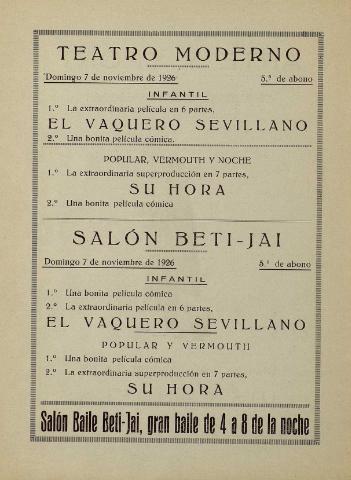 TEATRO MODERNO
Domingo 7 de noviembre de 1926 5.ª de abono
INFANTIL
1.º La extraordinaria película en 6 partes,
EL VAQUERO SEVILLANO
2.º Una bonita película cómica.
POPULAR, VERMOUTH Y NOCHE
1.º La extraordinaria superproducción en 7 partes,
SU HORA
2.º Una bonita película cómica
SALÓN BETI-JAI
Domingo 7 de noviembre de 1926 5.ª de abono
INFANTIL
1.º Una bonita película cómica
2.º La extraordinaria película en 6 partes,
EL VAQUERO SEVILLANO
POPULAR Y VERMOUTH
1.º Una bonita película cómica
2.º La extraordinaria superproducción en 7 partes,
SU HORA
Salón Baile Beti-Jai, gran baile de 4 a 8 de la noche